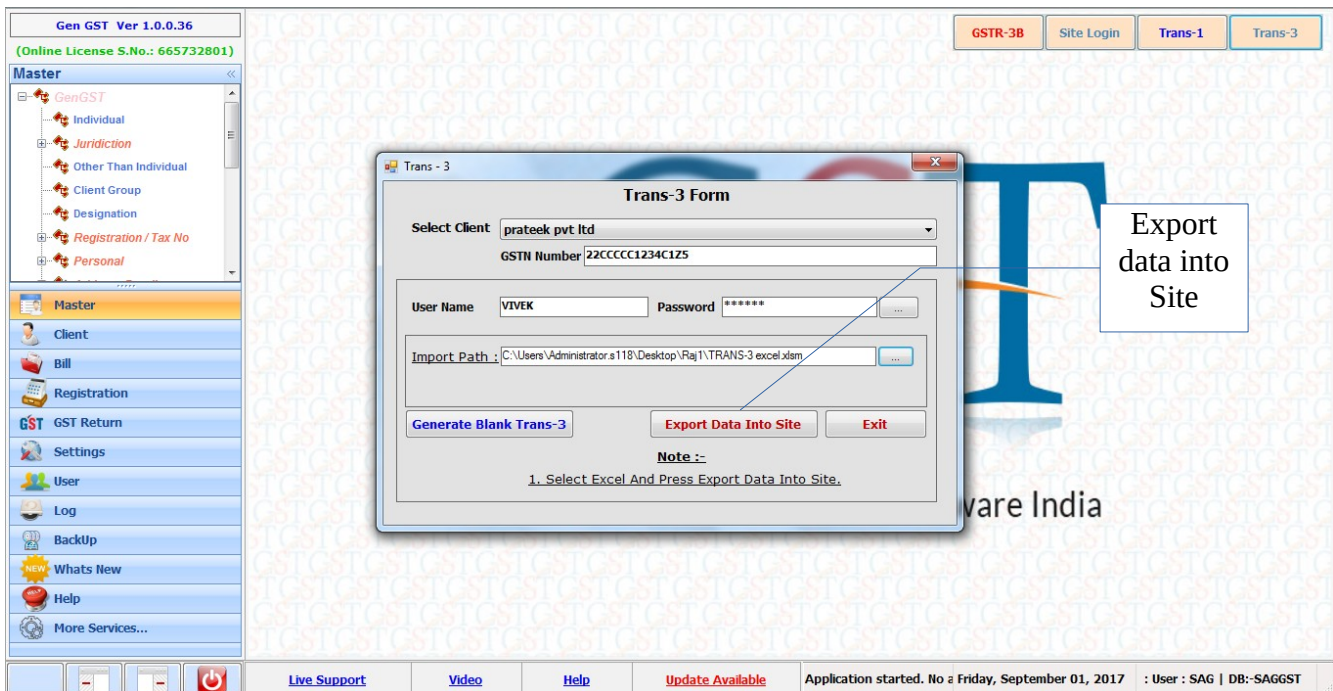 Gen GST Ver 1.0.0.36
(Online License S.No.: 665732801)
GSTR-3B
Site Login
Trans-1
Trans-3
Master
GenGST
Individual
Juridiction
Other Than Individual
Client Group
Designation
Registration / Tax No
Personal
Master
Client
Bill
Registration
GST GST Return
Settings
User
Log
BackUp
NEW Whats New
Help
More Services...
Trans - 3
Trans-3 Form
Select Client prateek pvt ltd
GSTN Number 22CCCCC1234C1Z5
User Name VIVEK Password ****** ...
Import Path : C:\Users\Administrator.s118\Desktop\Raj1\TRANS-3 excel.xlsm ...
Generate Blank Trans-3 Export Data Into Site Exit
Note :-
1. Select Excel And Press Export Data Into Site.
Export
data into
Site
ware India
Live Support Video Help Update Available Application started. No a Friday, September 01, 2017 : User : SAG | DB:-SAGGST